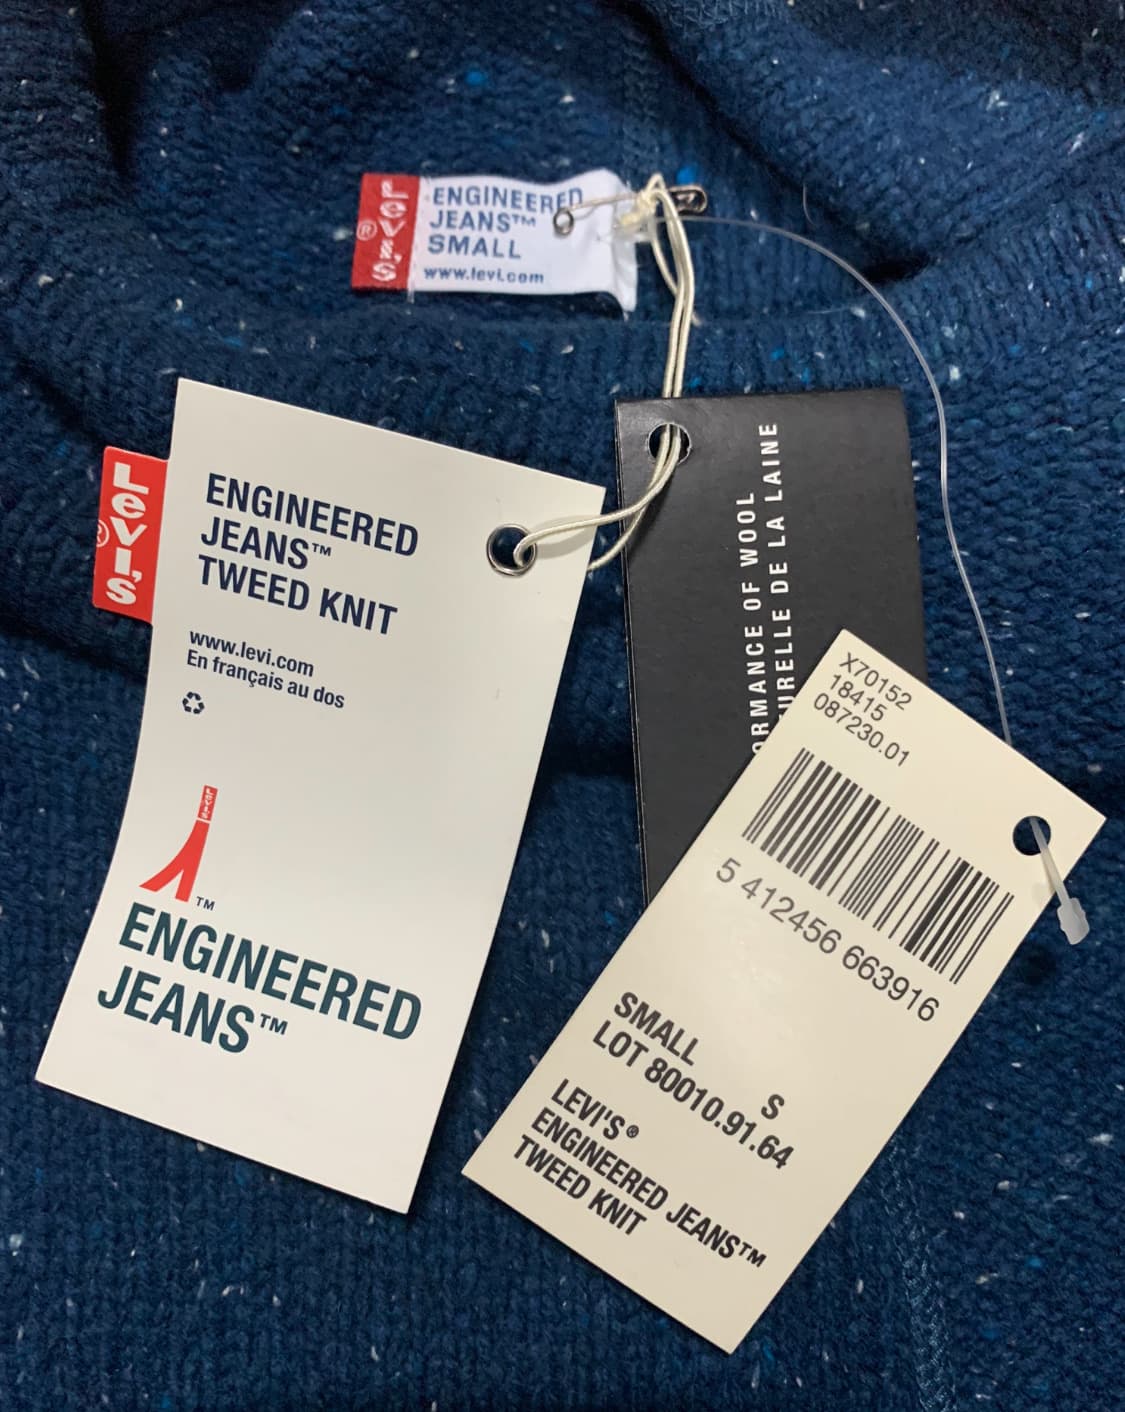 Levi's
®
ENGINEERED
JEANS™
SMALL
www.levi.com
Levi's
®
ENGINEERED
JEANS™
TWEED KNIT
www.levi.com
En français au dos
Levi's
™
ENGINEERED
JEANS™
OF WOOL
DE LA LAINE
X70152
18415
087230.01
5 412456 663916
SMALL S
LOT 80010.91.64
LEVI'S®
ENGINEERED JEANS™
TWEED KNIT